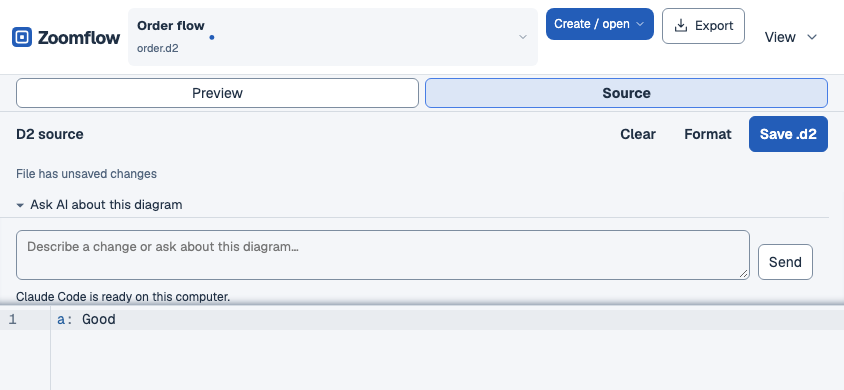 Zoomflow
Order flow
order.d2
Create / open
Export
View
Preview
Source
D2 source
Clear
Format
Save .d2
File has unsaved changes
Ask AI about this diagram
Describe a change or ask about this diagram...
Send
Claude Code is ready on this computer.
1 a: Good